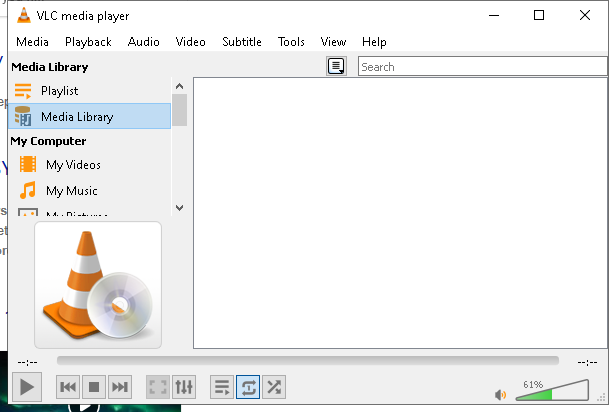 VLC media player
Media Playback Audio Video Subtitle Tools View Help
Media Library
Search
Playlist
Media Library
My Computer
My Videos
My Music
My Pictures
--:-- --:--
61%